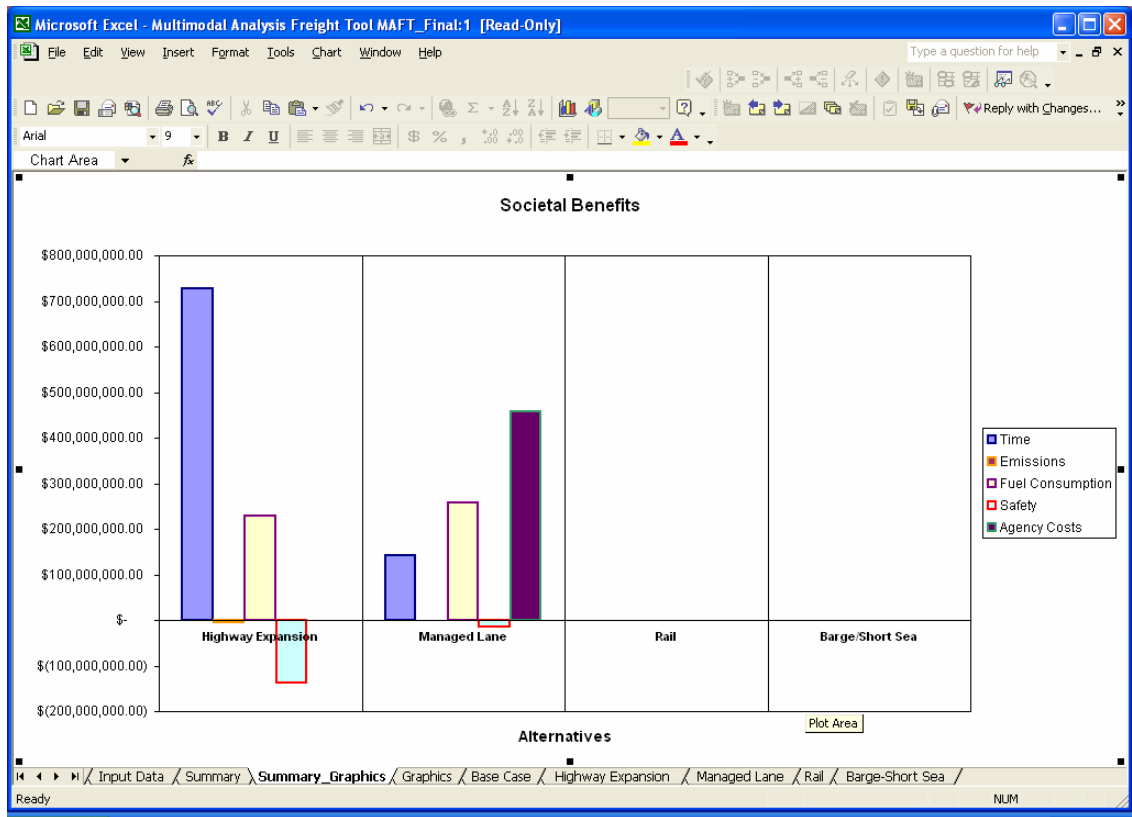 Microsoft Excel - Multimodal Analysis Freight Tool MAFT_Final:1 [Read-Only]
File Edit View Insert Format Tools Chart Window Help
Type a question for help
Reply with Changes...
Arial 9 B I U $ % , A
Chart Area fx
Societal Benefits
$800,000,000.00
$700,000,000.00
$600,000,000.00
$500,000,000.00
$400,000,000.00
$300,000,000.00
$200,000,000.00
$100,000,000.00
$-
$(100,000,000.00)
$(200,000,000.00)
Highway Expansion Managed Lane Rail Barge/Short Sea
Time
Emissions
Fuel Consumption
Safety
Agency Costs
Plot Area
Alternatives
Input Data Summary Summary_Graphics Graphics Base Case Highway Expansion Managed Lane Rail Barge-Short Sea
Ready NUM